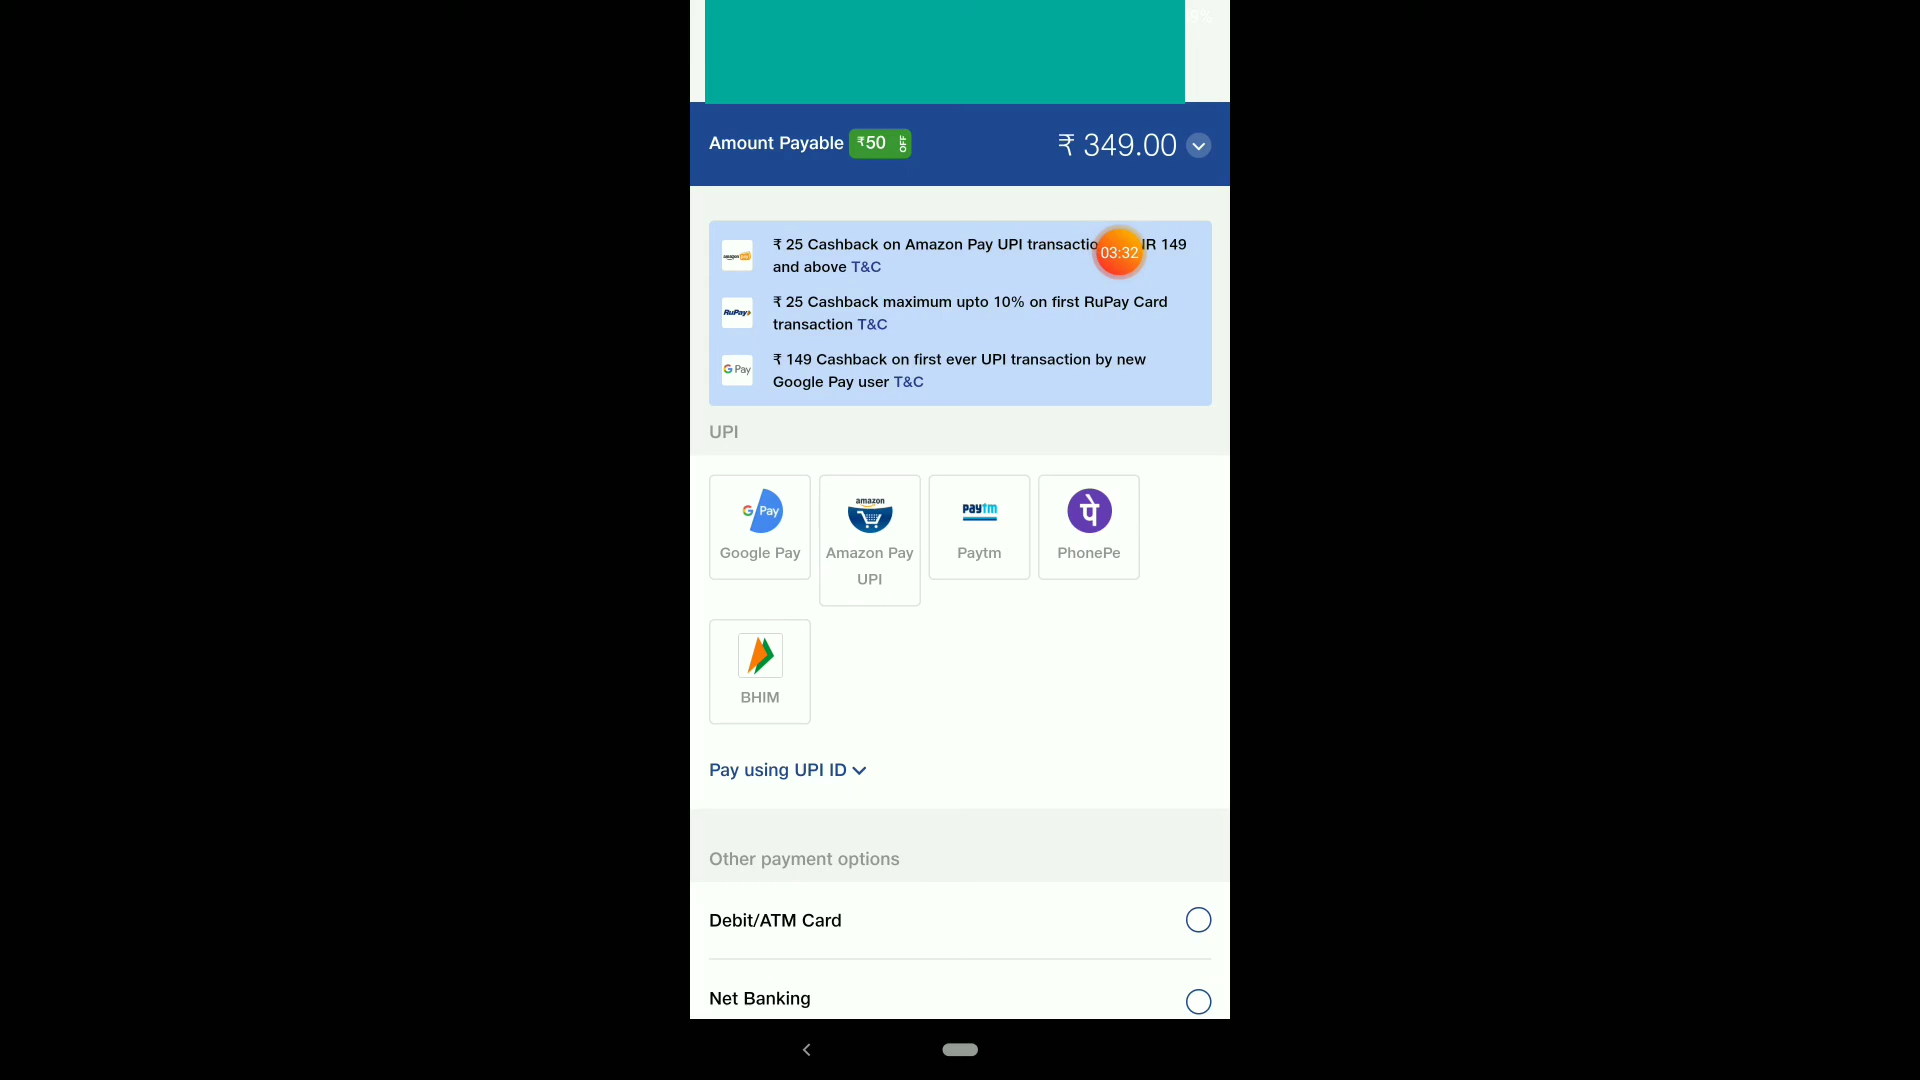 Amount Payable ₹50 OFF ₹ 349.00
₹ 25 Cashback on Amazon Pay UPI 149
and above T&C
03:32
RuPay
₹ 25 Cashback maximum upto 10% on first RuPay Card
transaction T&C
G Pay
₹ 149 Cashback on first ever UPI transaction by new
Google Pay user T&C
UPI
G Pay
amazon
paytm
पे
Google Pay
Amazon Pay
UPI
Paytm
PhonePe
BHIM
Pay using UPI ID
Other payment options
Debit/ATM Card
Net Banking